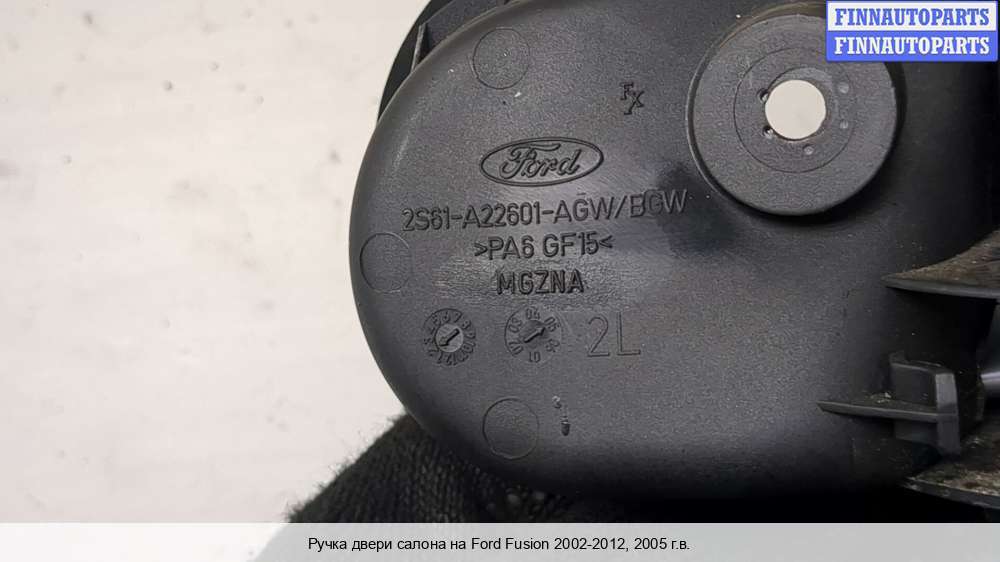 FINNAUTOPARTS
FINNAUTOPARTS
FX
Ford
2S61-A22601-AGW/BGW
>PA6 GF15<
MGZNA
2L
Ручка двери салона на Ford Fusion 2002-2012, 2005 г.в.